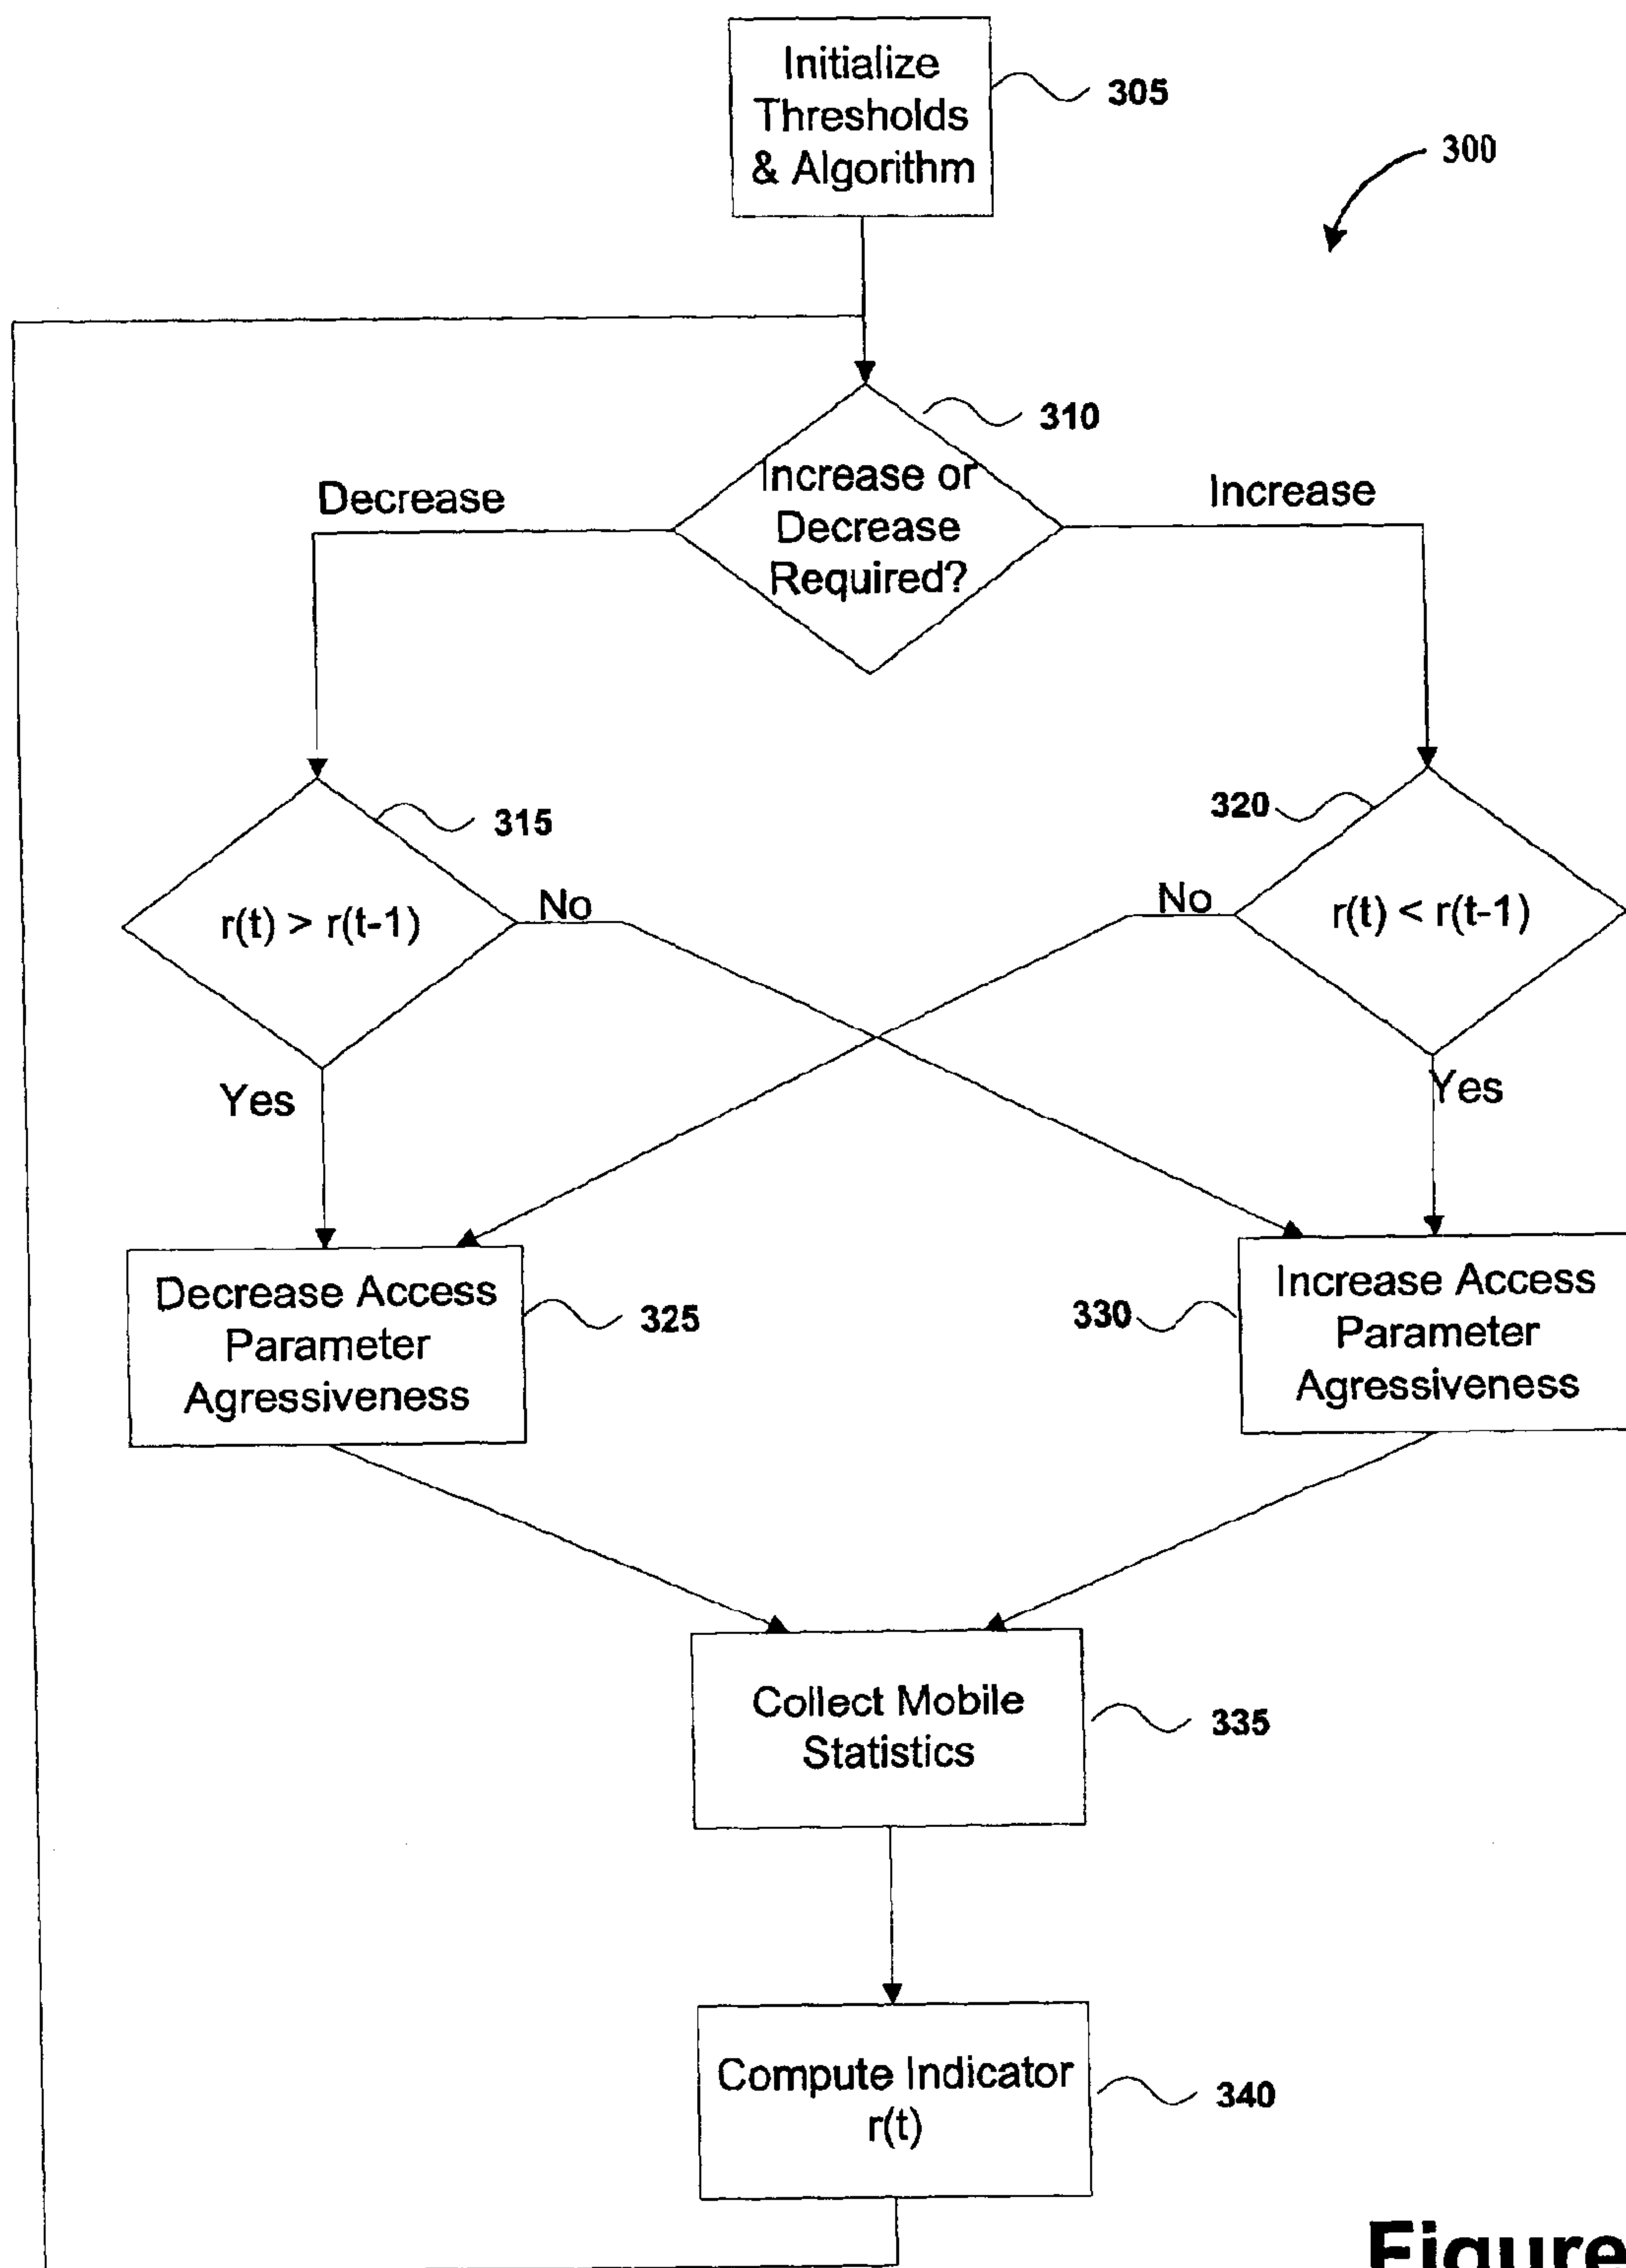 Initialize
Thresholds
& Algorithm
305
300
310
Increase or
Decrease
Required?
Decrease
Increase
315
320
r(t) > r(t-1)
No
No
r(t) < r(t-1)
Yes
Yes
Decrease Access
Parameter
Agressiveness
325
330
Increase Access
Parameter
Agressiveness
Collect Mobile
Statistics
335
Compute Indicator
r(t)
340
Figure